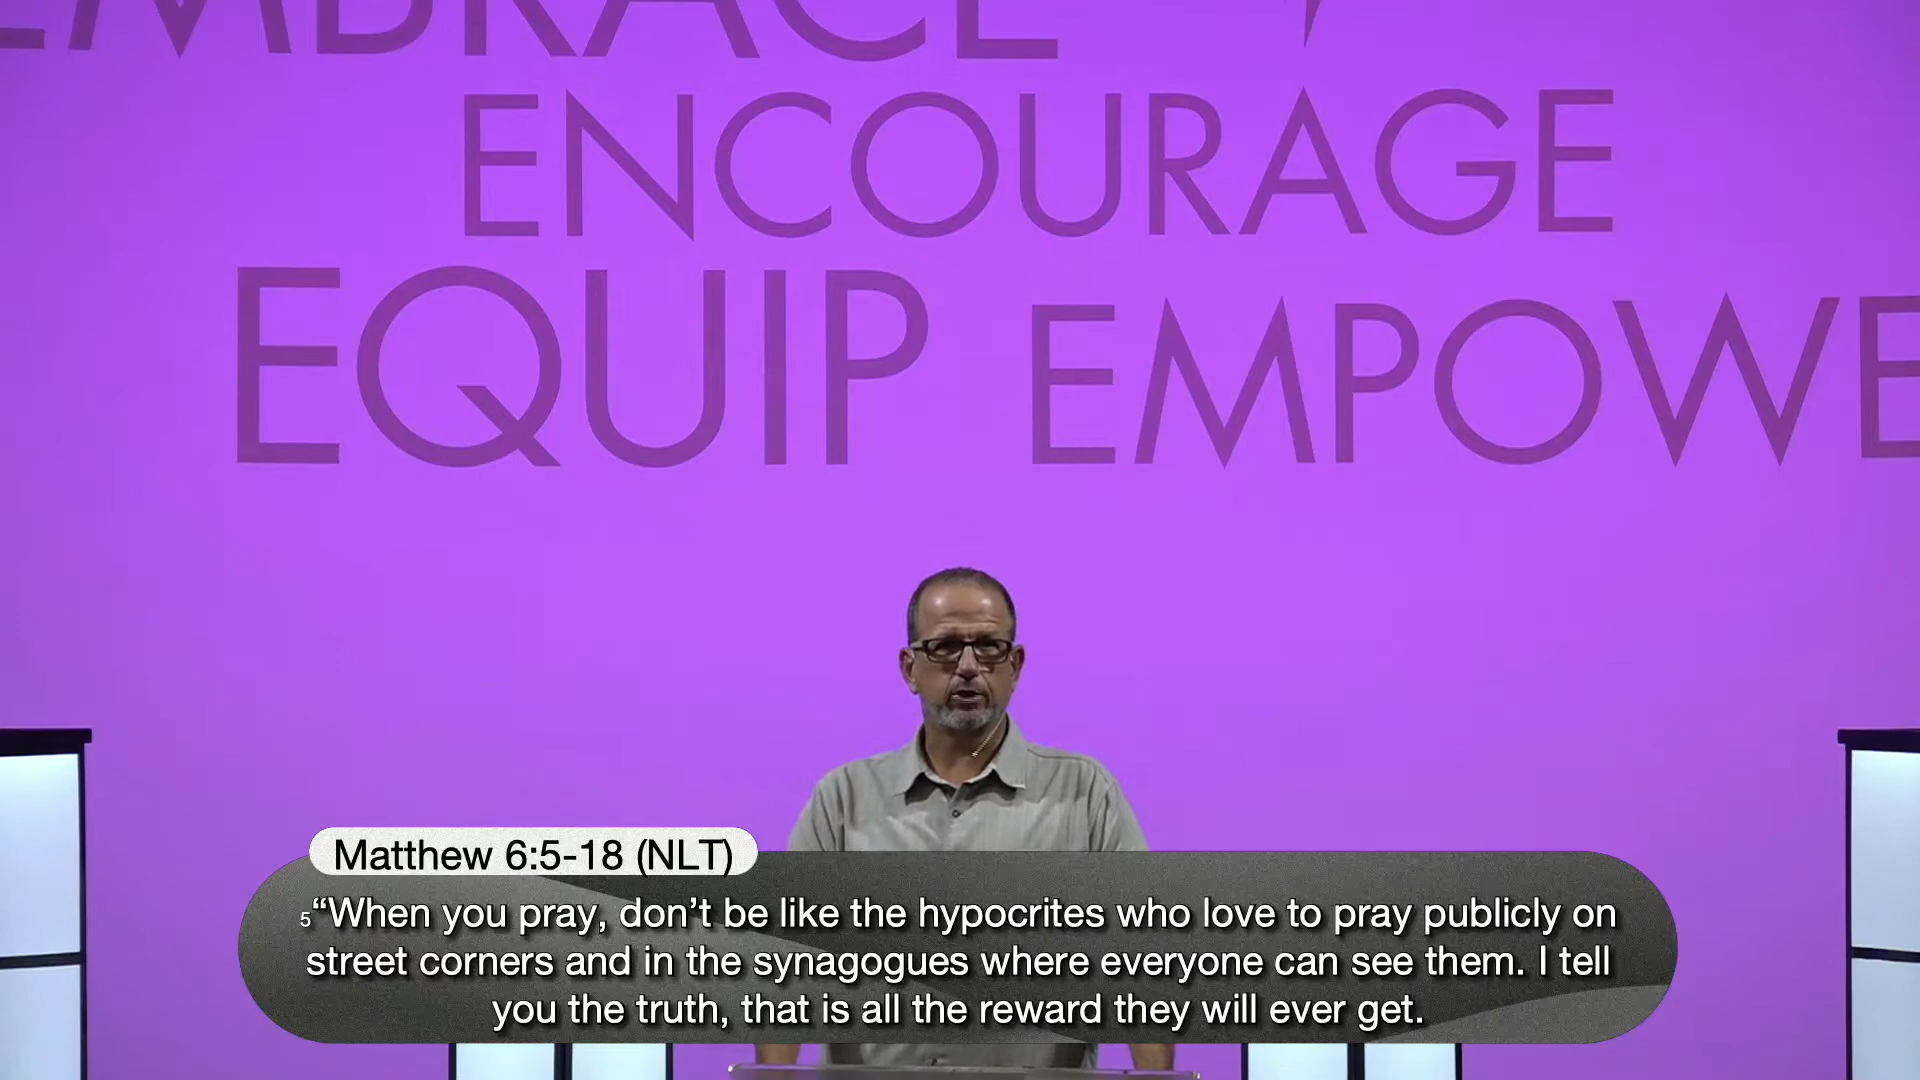 EMBRACE
ENCOURAGE
EQUIP EMPOWE
Matthew 6:5-18 (NLT)
5“When you pray, don’t be like the hypocrites who love to pray publicly on
street corners and in the synagogues where everyone can see them. I tell
you the truth, that is all the reward they will ever get.